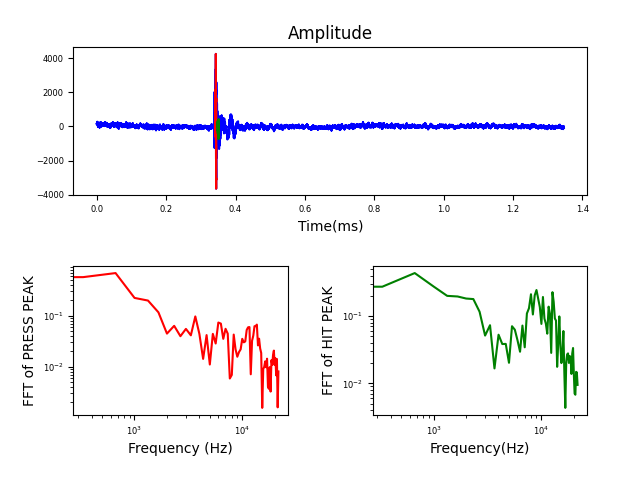 Amplitude
4000
2000
0
−2000
−4000
0.0 0.2 0.4 0.6 0.8 1.0 1.2 1.4
Time(ms)
FFT of PRESS PEAK
10⁻¹
10⁻²
10³ 10⁴
Frequency (Hz)
FFT of HIT PEAK
10⁻¹
10⁻²
10³ 10⁴
Frequency(Hz)